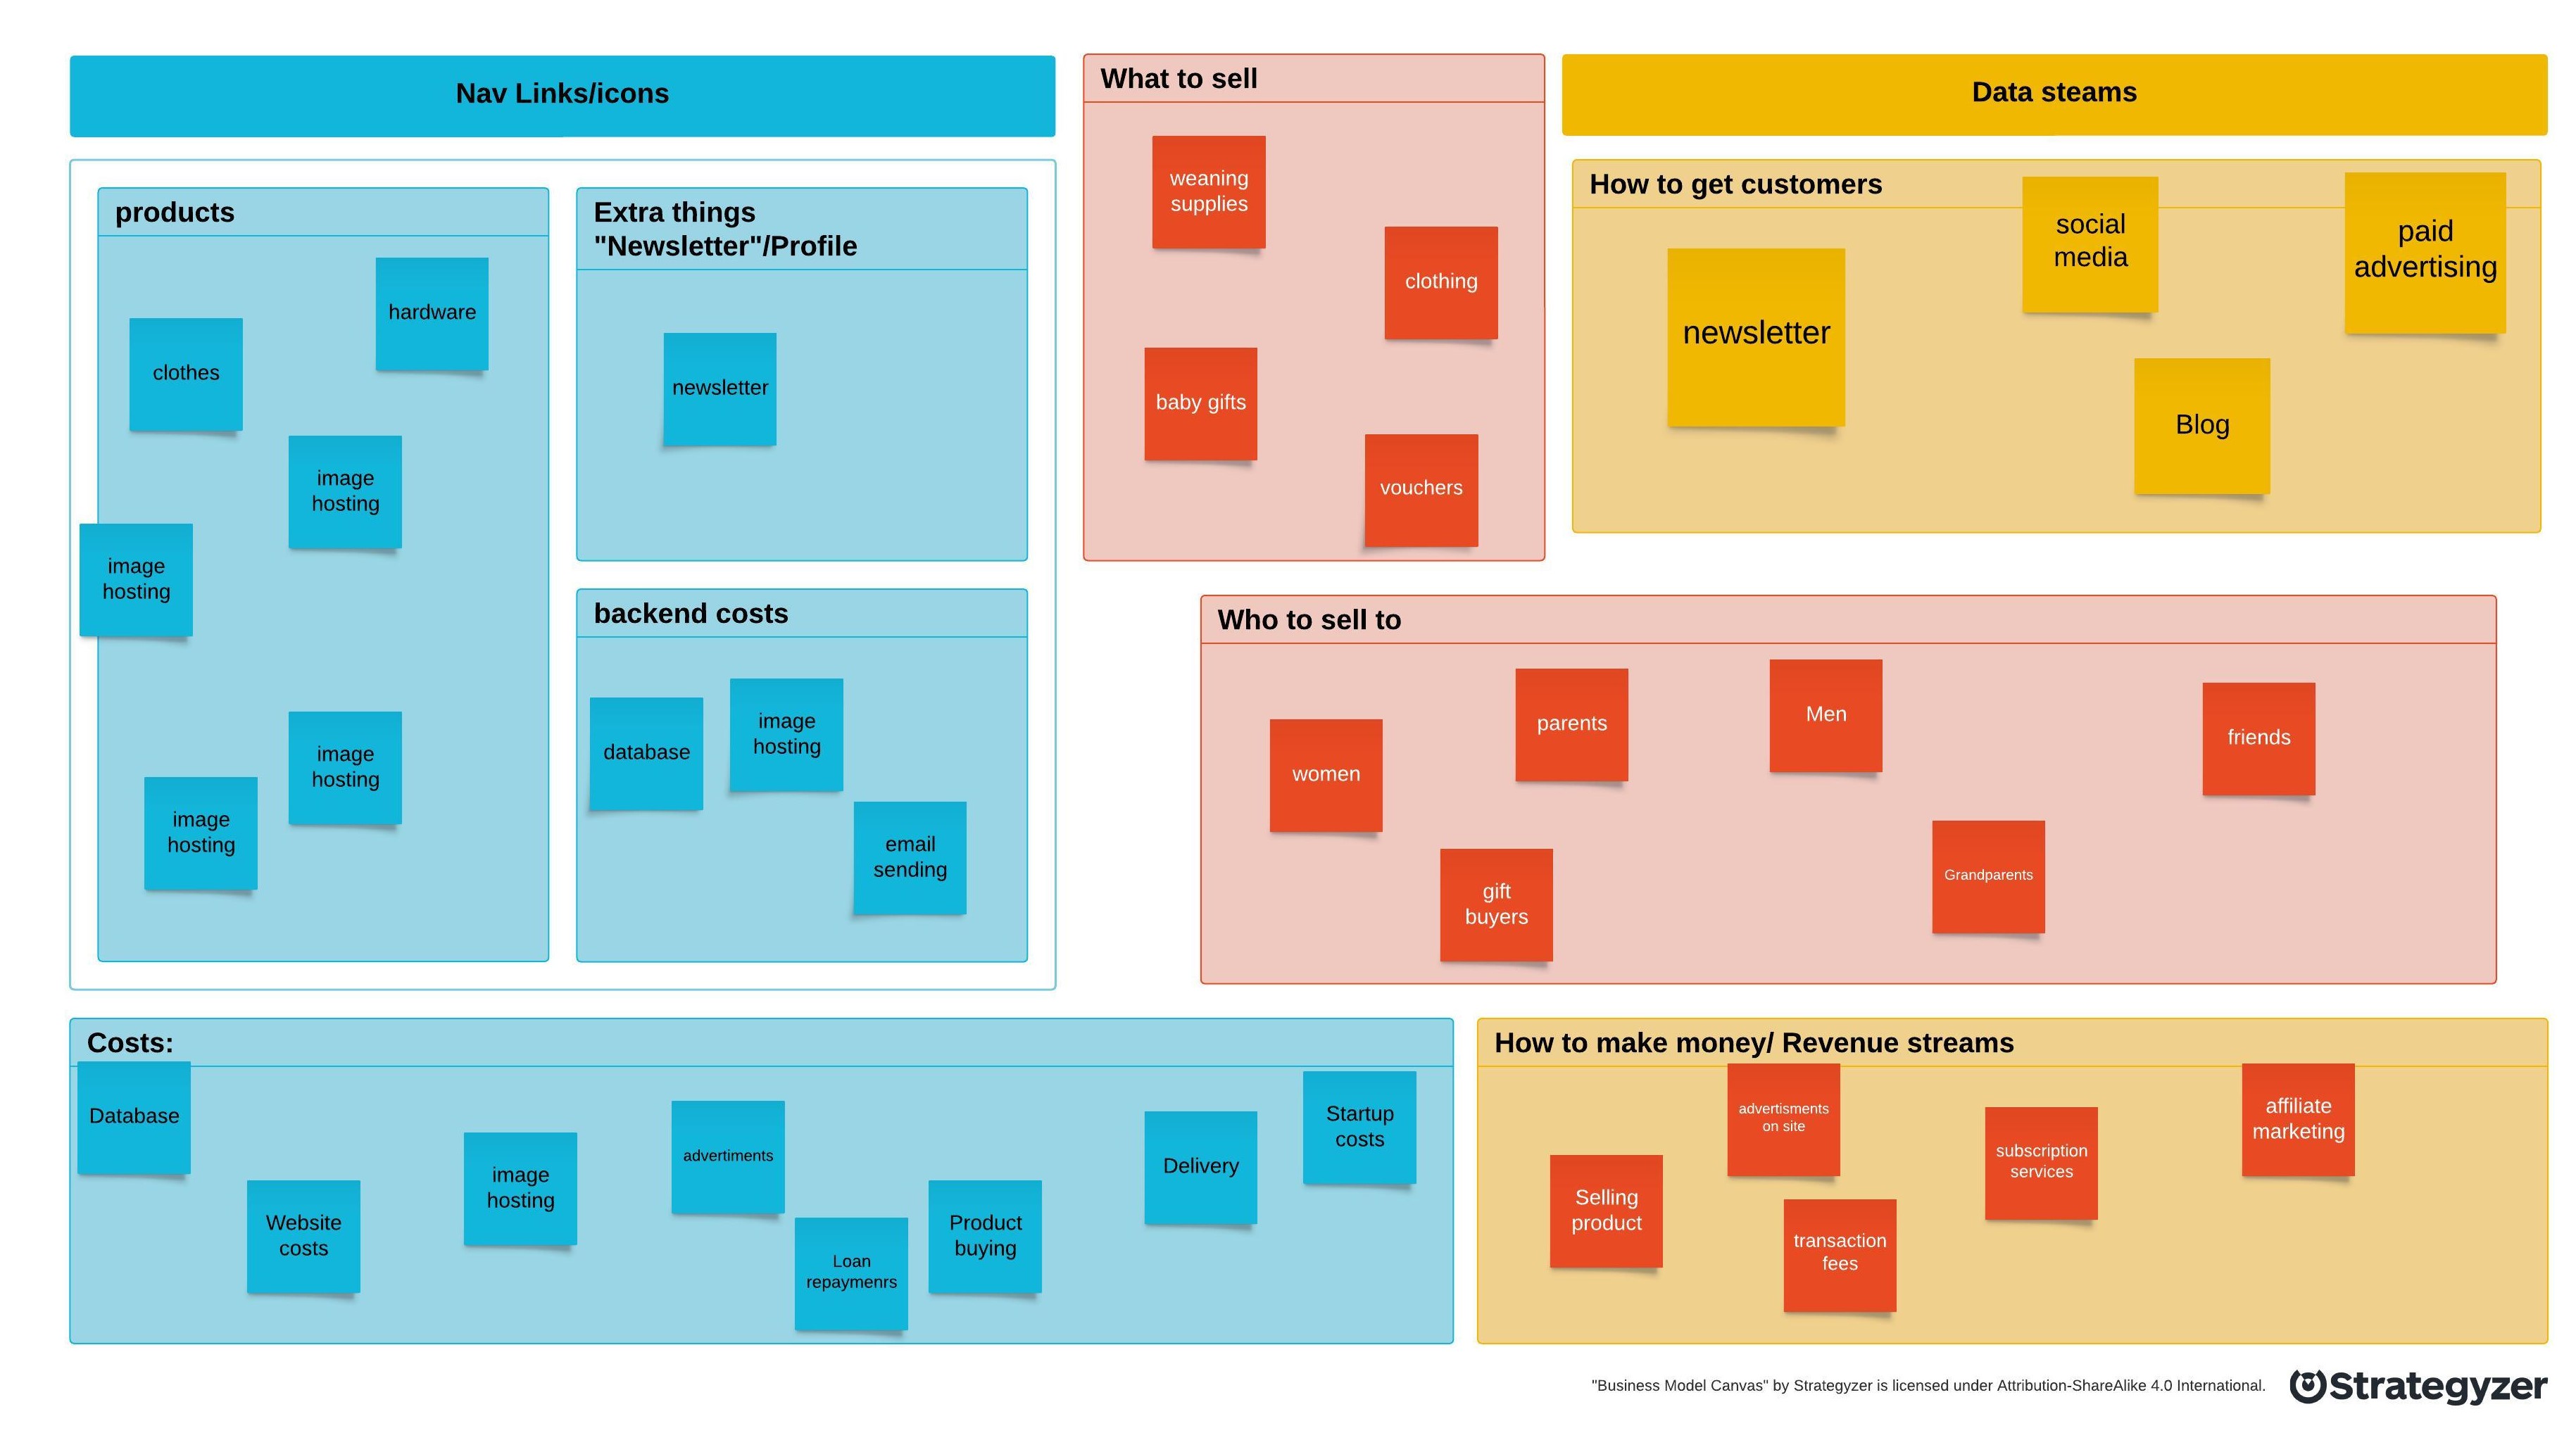 Nav Links/icons
products
hardware
clothes
image
hosting
image
hosting
image
hosting
image
hosting
Extra things
"Newsletter"/Profile
newsletter
backend costs
database
image
hosting
email
sending
What to sell
weaning
supplies
clothing
baby gifts
vouchers
Data steams
How to get customers
newsletter
social
media
paid
advertising
Blog
Who to sell to
women
parents
Men
friends
gift
buyers
Grandparents
Costs:
Database
Website
costs
image
hosting
advertiments
Loan
repaymenrs
Product
buying
Delivery
Startup
costs
How to make money/ Revenue streams
Selling
product
advertisments
on site
transaction
fees
subscription
services
affiliate
marketing
"Business Model Canvas" by Strategyzer is licensed under Attribution-ShareAlike 4.0 International.
Strategyzer